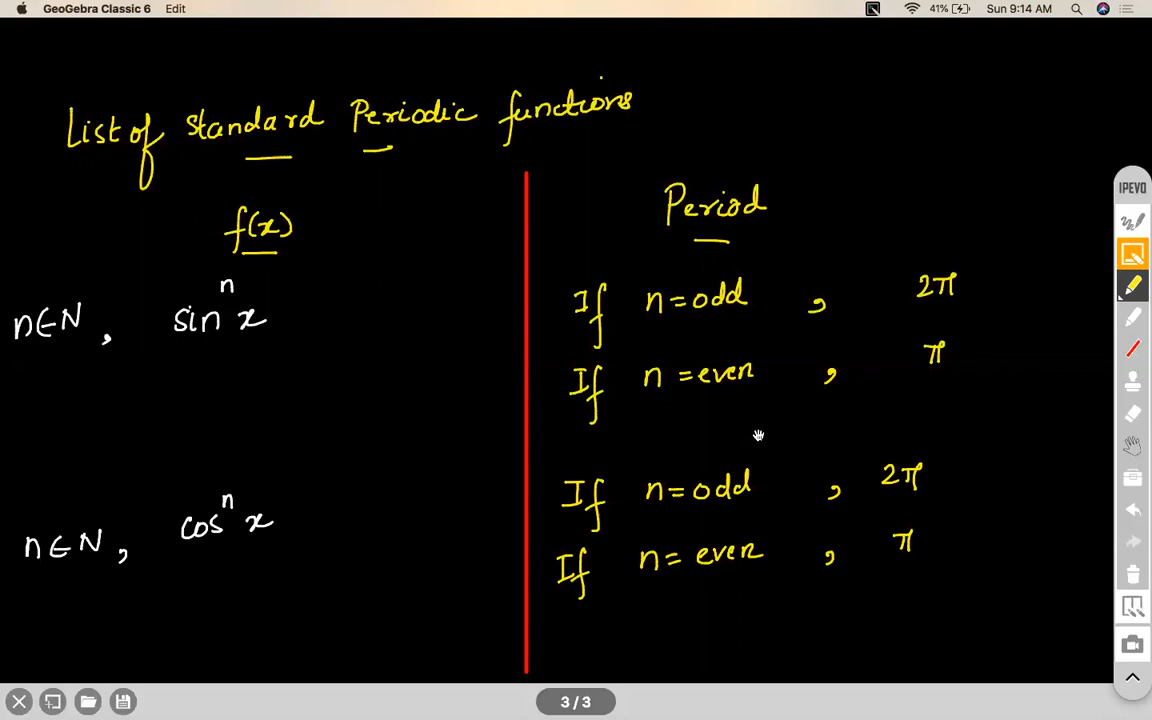 GeoGebra Classic 6 Edit 41% Sun 9:14 AM
List of standard Periodic functions
f(x) Period
IPEVO
n∈N, sinⁿ x
If n=odd , 2π
If n=even , π
n∈N, cosⁿ x
If n=odd , 2π
If n=even , π
3/3